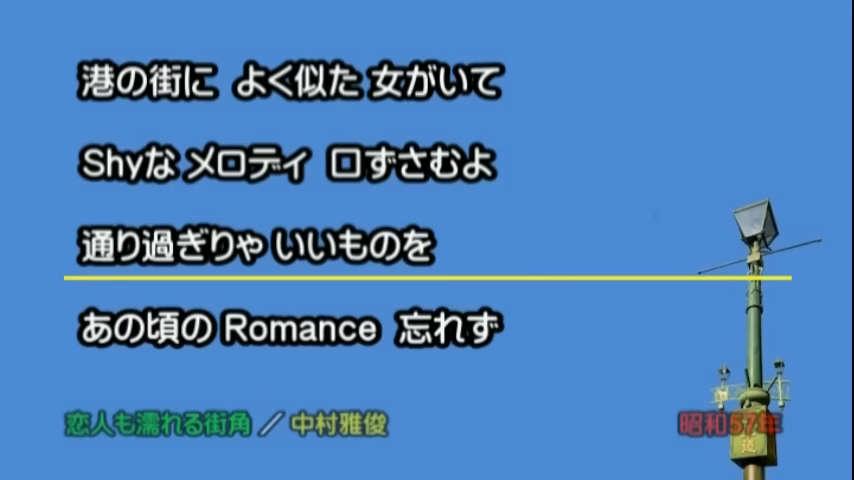 港の街に よく似た 女がいて
Shyな メロディ 口ずさむよ
通り過ぎりゃ いいものを
あの頃の Romance 忘れず
恋人も濡れる街角 / 中村雅俊
昭和57年
道